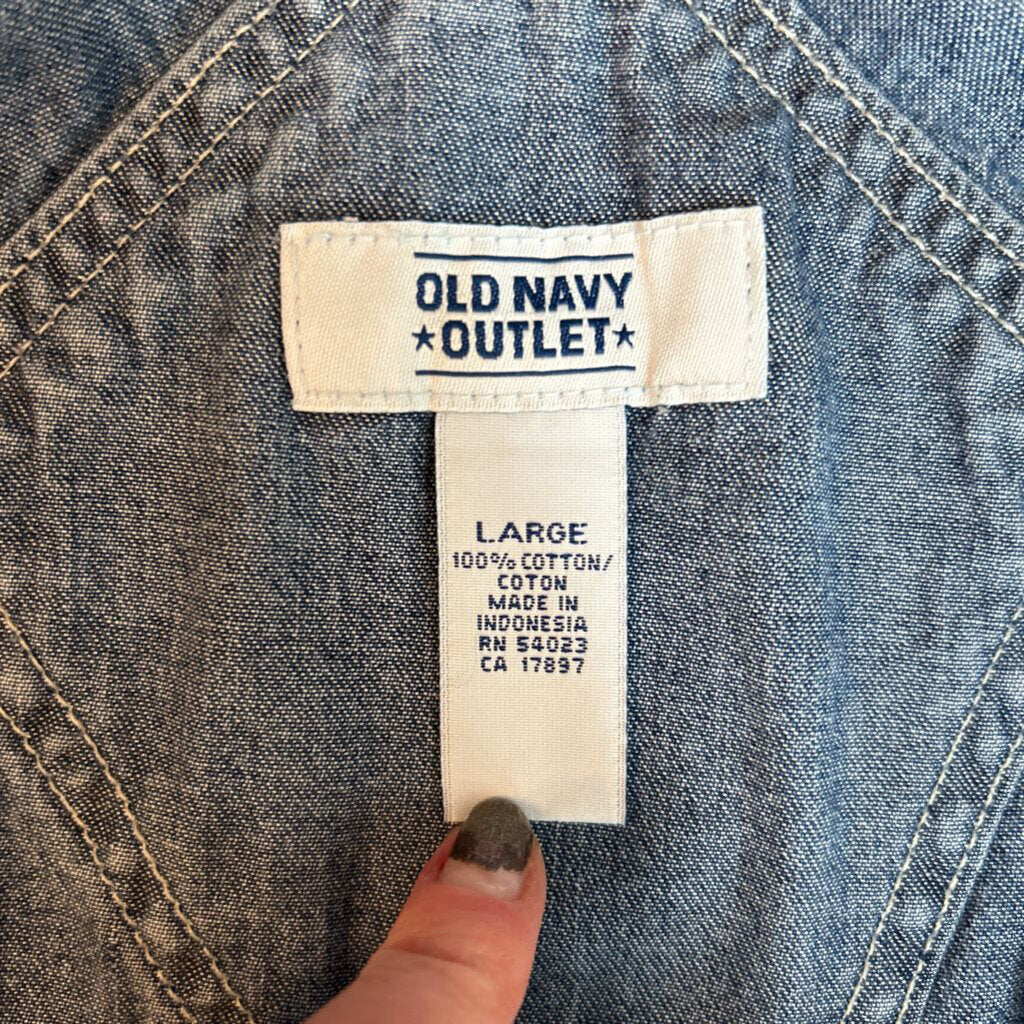 OLD NAVY
★OUTLET★
LARGE
100% COTTON/
COTON
MADE IN
INDONESIA
RN 54023
CA 17897